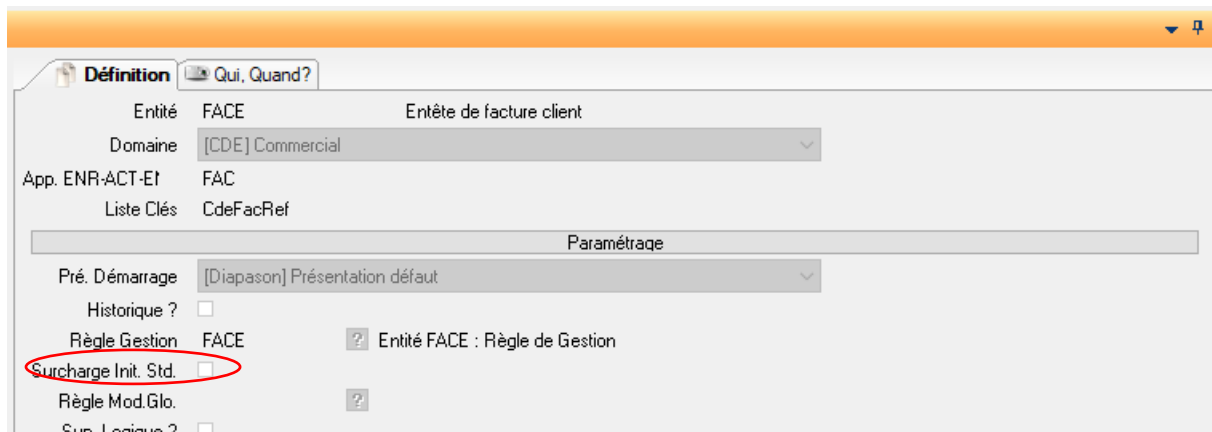 Définition Qui, Quand?
Entité FACE Entête de facture client
Domaine [CDE] Commercial
App. ENR-ACT-EI FAC
Liste Clés CdeFacRef
Paramétrage
Pré. Démarrage [Diapason] Présentation défaut
Historique ?
Règle Gestion FACE ? Entité FACE : Règle de Gestion
Surcharge Init. Std.
Règle Mod.Glo. ?
Sup. Logique ?